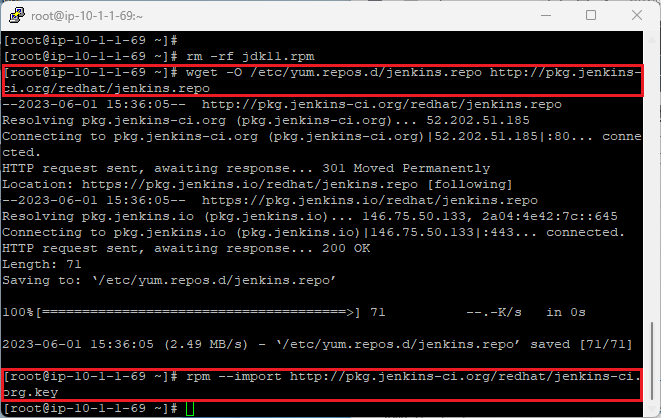 root@ip-10-1-1-69:~
[root@ip-10-1-1-69 ~]#
[root@ip-10-1-1-69 ~]# rm -rf jdk11.rpm
[root@ip-10-1-1-69 ~]# wget -O /etc/yum.repos.d/jenkins.repo http://pkg.jenkins-
ci.org/redhat/jenkins.repo
--2023-06-01 15:36:05--  http://pkg.jenkins-ci.org/redhat/jenkins.repo
Resolving pkg.jenkins-ci.org (pkg.jenkins-ci.org)... 52.202.51.185
Connecting to pkg.jenkins-ci.org (pkg.jenkins-ci.org)|52.202.51.185|:80... conne
cted.
HTTP request sent, awaiting response... 301 Moved Permanently
Location: https://pkg.jenkins.io/redhat/jenkins.repo [following]
--2023-06-01 15:36:05--  https://pkg.jenkins.io/redhat/jenkins.repo
Resolving pkg.jenkins.io (pkg.jenkins.io)... 146.75.50.133, 2a04:4e42:7c::645
Connecting to pkg.jenkins.io (pkg.jenkins.io)|146.75.50.133|:443... connected.
HTTP request sent, awaiting response... 200 OK
Length: 71
Saving to: ‘/etc/yum.repos.d/jenkins.repo’
100%[======================================>] 71          --.-K/s   in 0s
2023-06-01 15:36:05 (2.49 MB/s) - ‘/etc/yum.repos.d/jenkins.repo’ saved [71/71]
[root@ip-10-1-1-69 ~]# rpm --import http://pkg.jenkins-ci.org/redhat/jenkins-ci.
org.key
[root@ip-10-1-1-69 ~]#